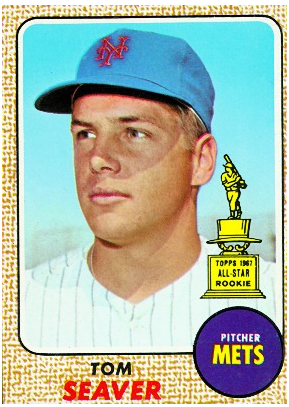 NY
TOPPS 1967
ALL-STAR
ROOKIE
PITCHER
METS
TOM
SEAVER